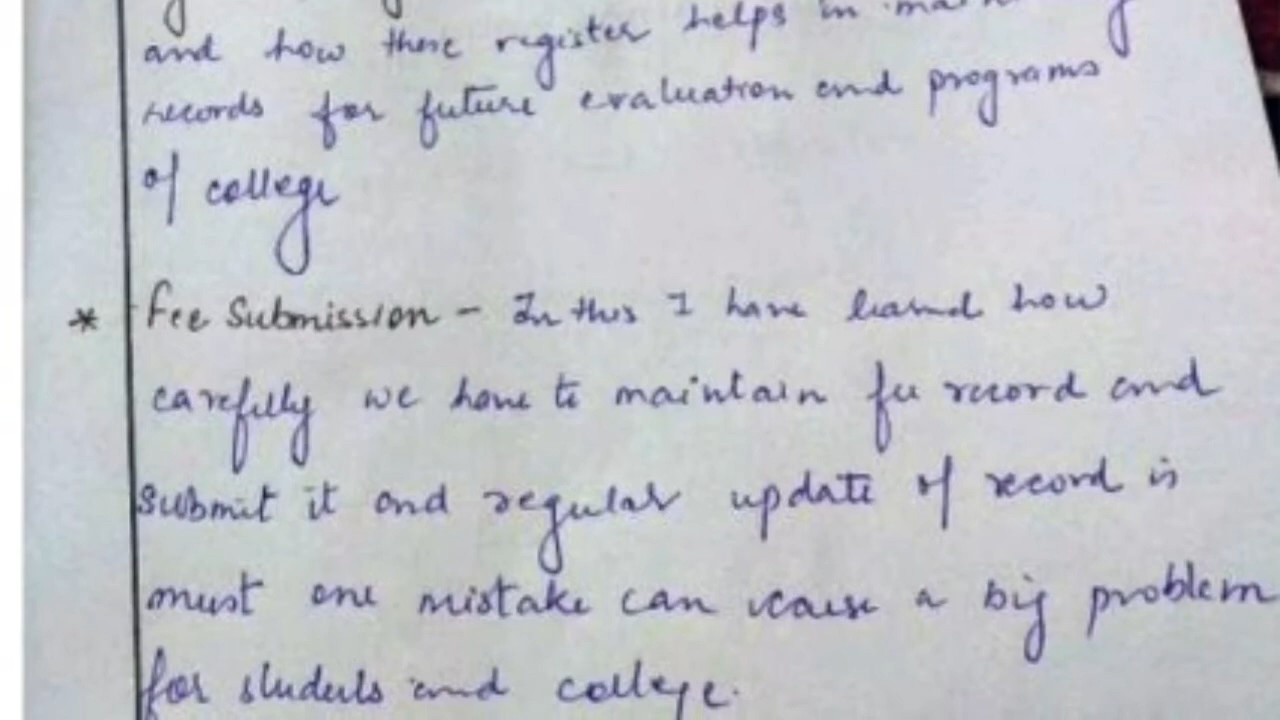 and how these register helps in
records for future evaluation and programs
of college
* Fee Submission - In this I have learned how
carefully we have to maintain fee record and
submit it and regular update of record is
must one mistake can cause a big problem
for students and college.